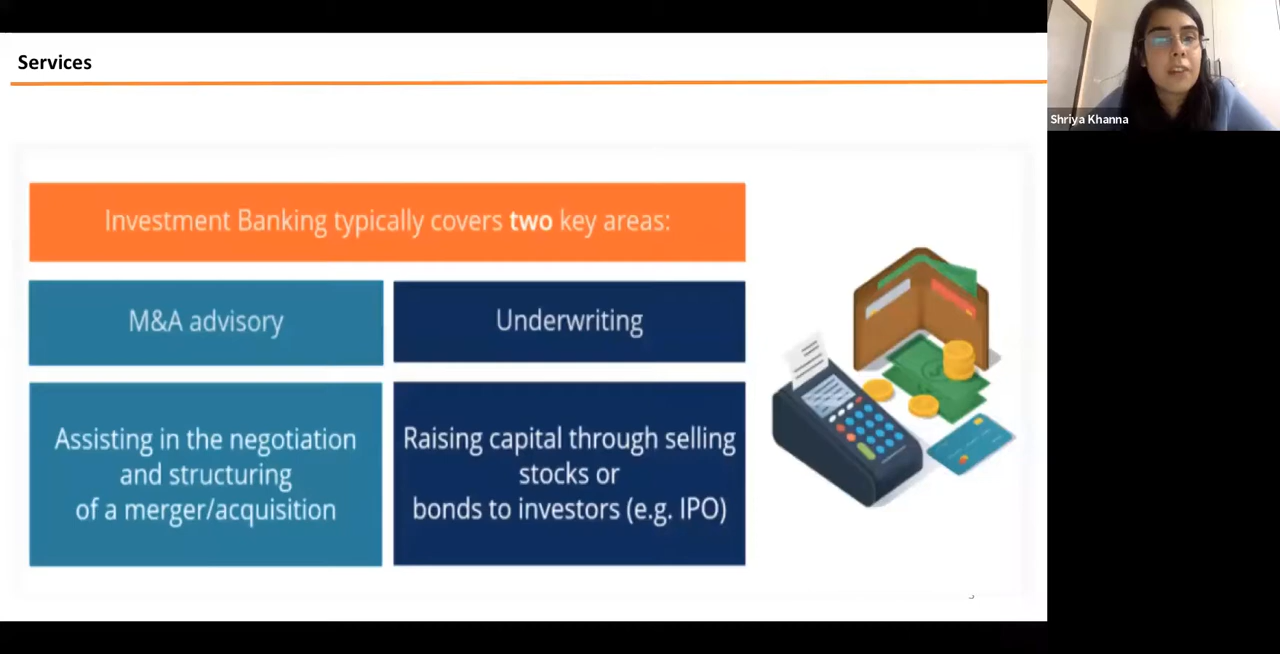 Services
Shriya Khanna
Investment Banking typically covers two key areas:
M&A advisory
Underwriting
Assisting in the negotiation
and structuring
of a merger/acquisition
Raising capital through selling
stocks or
bonds to investors (e.g. IPO)